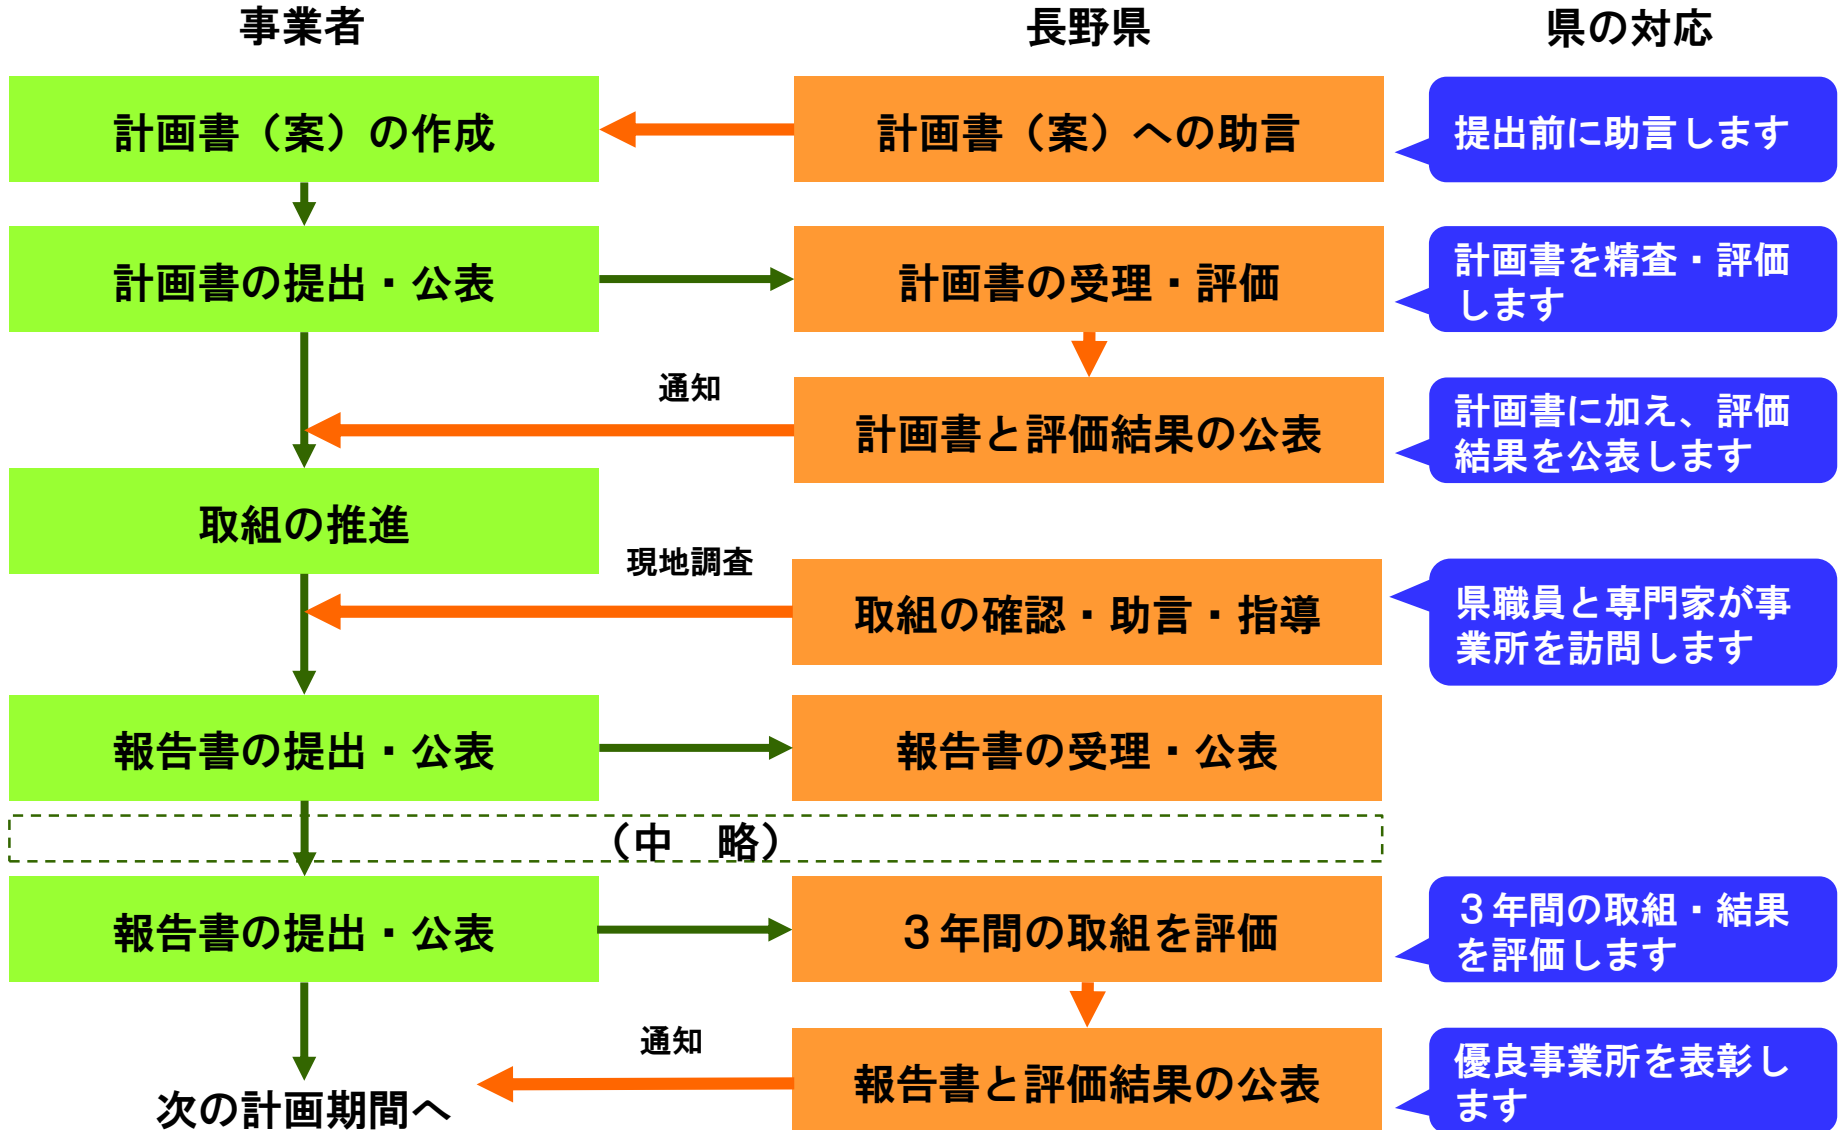 事業者
長野県
県の対応
計画書（案）の作成
計画書（案）への助言
提出前に助言します
計画書の提出・公表
計画書の受理・評価
計画書を精査・評価
します
通知
計画書と評価結果の公表
計画書に加え、評価
結果を公表します
取組の推進
現地調査
取組の確認・助言・指導
県職員と専門家が事
業所を訪問します
報告書の提出・公表
報告書の受理・公表
（中　略）
報告書の提出・公表
３年間の取組を評価
３年間の取組・結果
を評価します
通知
報告書と評価結果の公表
優良事業所を表彰し
ます
次の計画期間へ